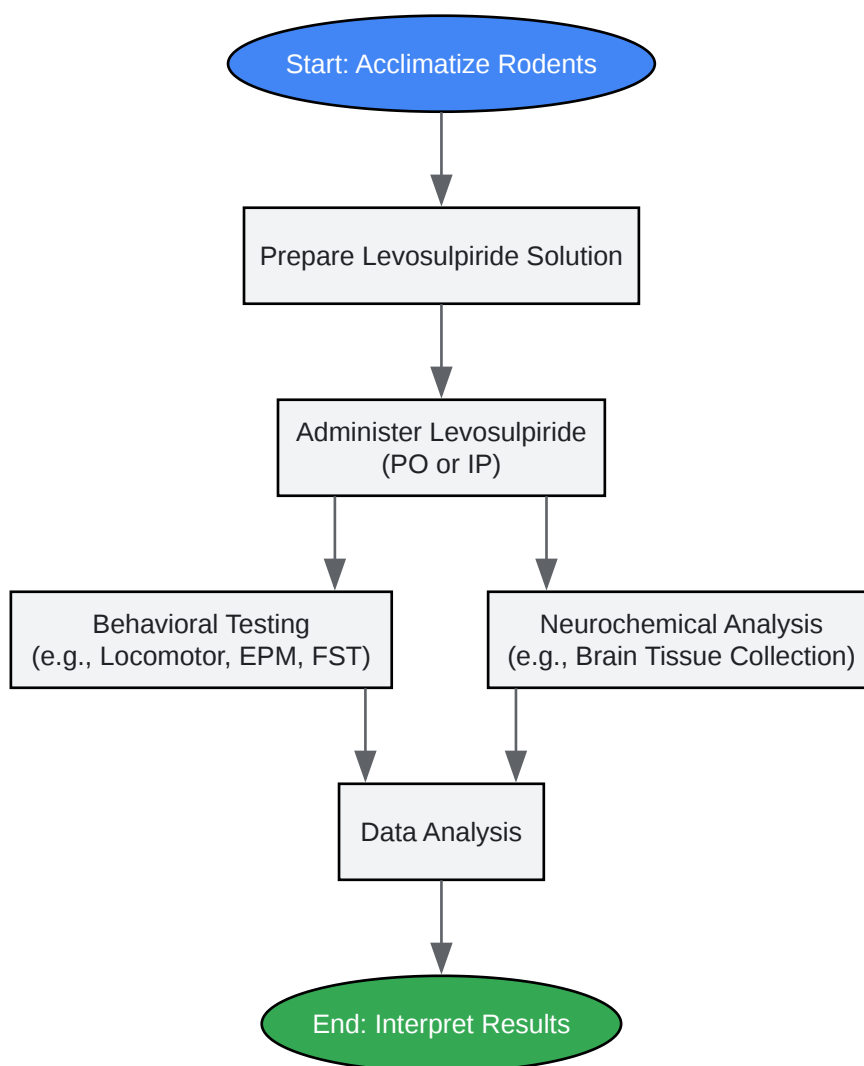 Start: Acclimatize Rodents
Prepare Levosulpiride Solution
Administer Levosulpiride
(PO or IP)
Behavioral Testing
(e.g., Locomotor, EPM, FST)
Neurochemical Analysis
(e.g., Brain Tissue Collection)
Data Analysis
End: Interpret Results